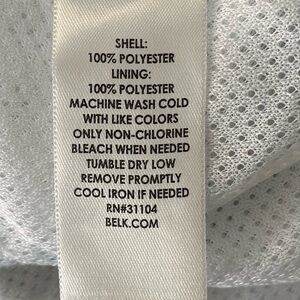 SHELL:
100% POLYESTER
LINING:
100% POLYESTER
MACHINE WASH COLD
WITH LIKE COLORS
ONLY NON-CHLORINE
BLEACH WHEN NEEDED
TUMBLE DRY LOW
REMOVE PROMPTLY
COOL IRON IF NEEDED
RN#31104
BELK.COM